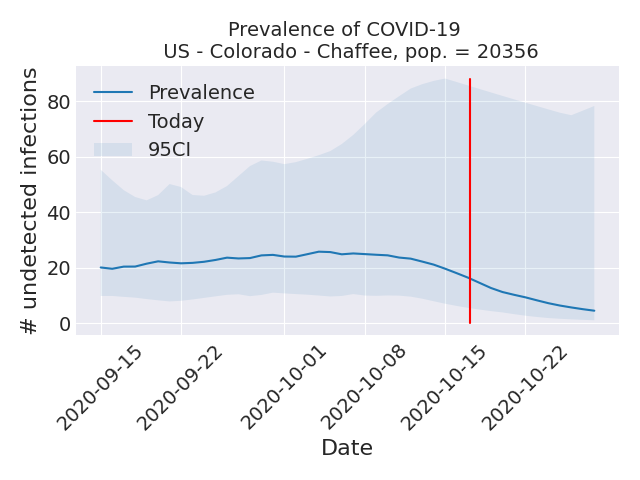 Prevalence of COVID-19
US - Colorado - Chaffee, pop. = 20356
Prevalence
Today
95CI
# undetected infections
80
60
40
20
0
2020-09-15
2020-09-22
2020-10-01
2020-10-08
2020-10-15
2020-10-22
Date